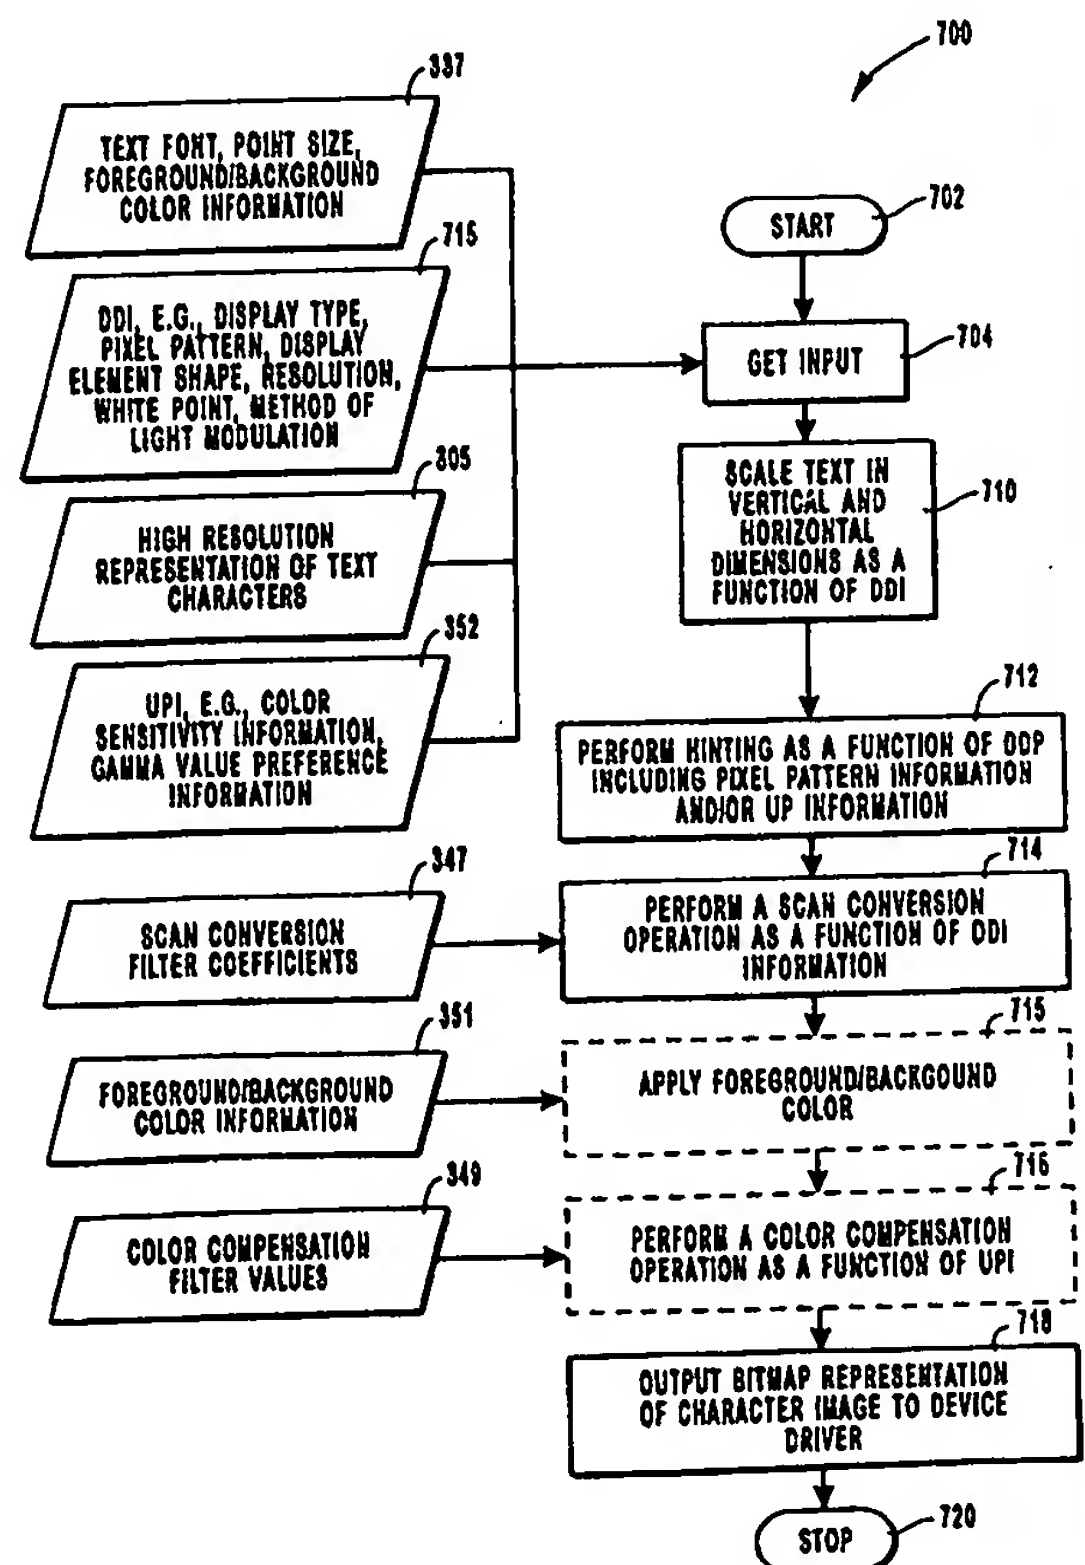 700
337
TEXT FONT, POINT SIZE,
FOREGROUND/BACKGROUND
COLOR INFORMATION
715
DDI, E.G., DISPLAY TYPE,
PIXEL PATTERN, DISPLAY
ELEMENT SHAPE, RESOLUTION,
WHITE POINT, METHOD OF
LIGHT MODULATION
305
HIGH RESOLUTION
REPRESENTATION OF TEXT
CHARACTERS
352
UPI, E.G., COLOR
SENSITIVITY INFORMATION,
GAMMA VALUE PREFERENCE
INFORMATION
347
SCAN CONVERSION
FILTER COEFFICIENTS
351
FOREGROUND/BACKGROUND
COLOR INFORMATION
349
COLOR COMPENSATION
FILTER VALUES
702
START
704
GET INPUT
710
SCALE TEXT IN
VERTICAL AND
HORIZONTAL
DIMENSIONS AS A
FUNCTION OF DDI
712
PERFORM HINTING AS A FUNCTION OF DDP
INCLUDING PIXEL PATTERN INFORMATION
AND/OR UP INFORMATION
714
PERFORM A SCAN CONVERSION
OPERATION AS A FUNCTION OF DDI
INFORMATION
715
APPLY FOREGROUND/BACKGOUND
COLOR
716
PERFORM A COLOR COMPENSATION
OPERATION AS A FUNCTION OF UPI
718
OUTPUT BITMAP REPRESENTATION
OF CHARACTER IMAGE TO DEVICE
DRIVER
720
STOP